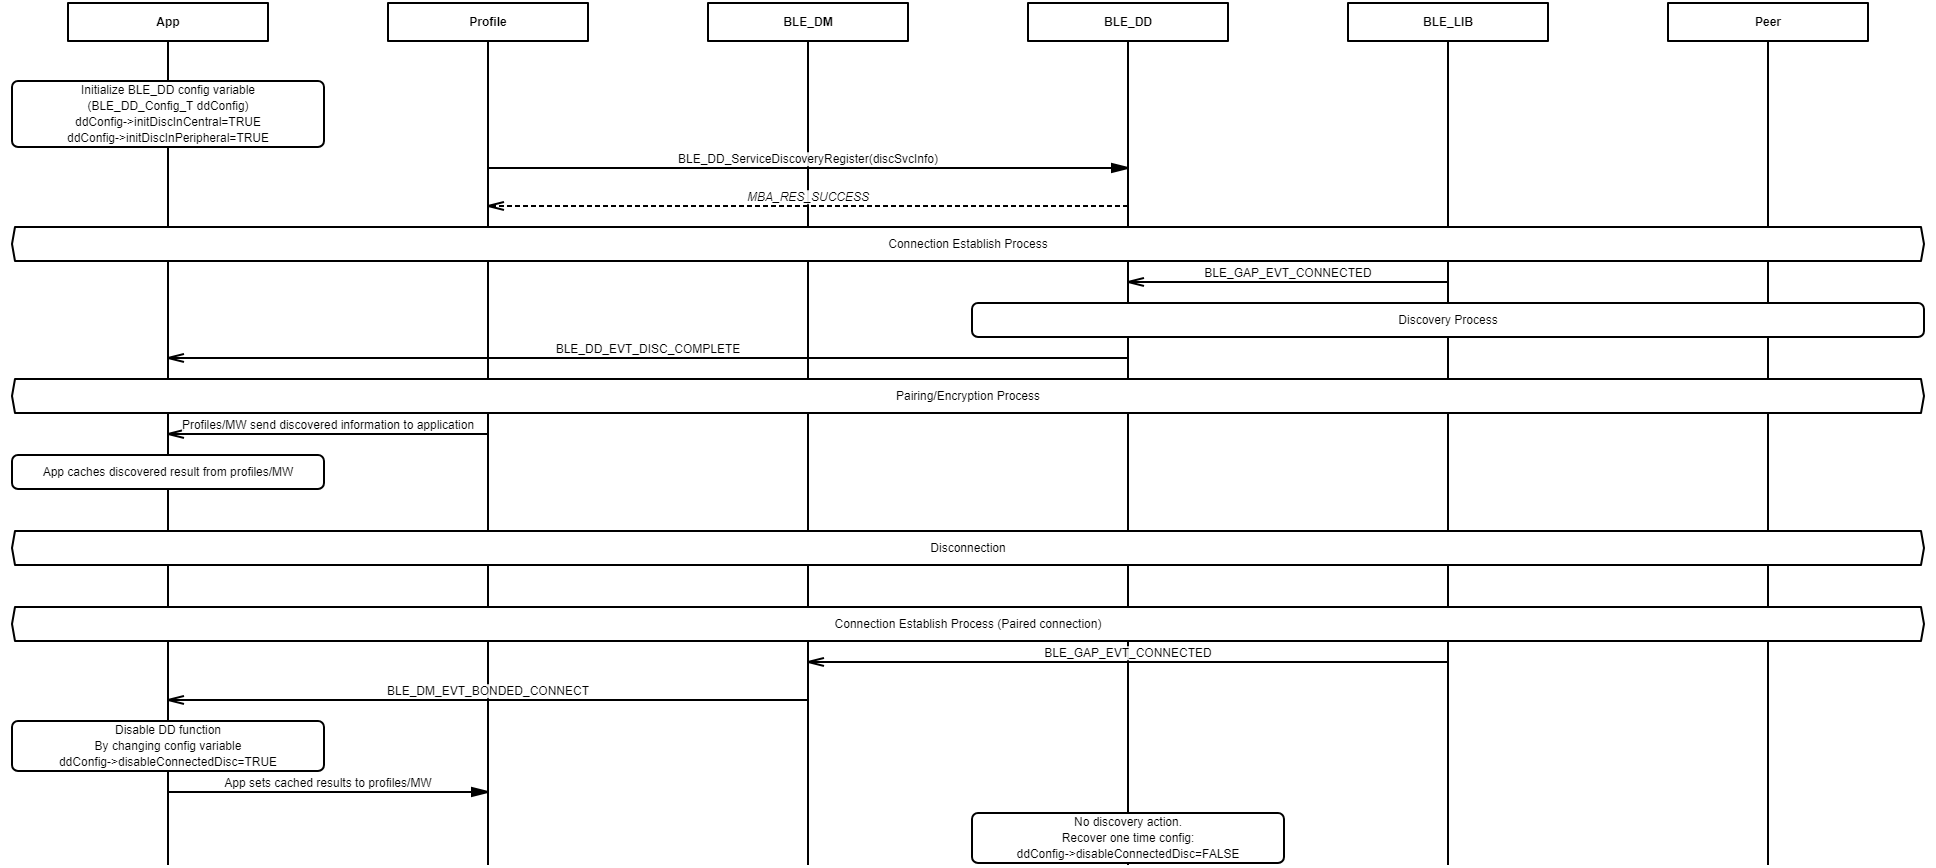 App
Profile
BLE_DM
BLE_DD
BLE_LIB
Peer
Initialize BLE_DD config variable
(BLE_DD_Config_T ddConfig)
ddConfig->initDiscInCentral=TRUE
ddConfig->initDiscInPeripheral=TRUE
BLE_DD_ServiceDiscoveryRegister(discSvcInfo)
MBA_RES_SUCCESS
Connection Establish Process
BLE_GAP_EVT_CONNECTED
Discovery Process
BLE_DD_EVT_DISC_COMPLETE
Pairing/Encryption Process
Profiles/MW send discovered information to application
App caches discovered result from profiles/MW
Disconnection
Connection Establish Process (Paired connection)
BLE_GAP_EVT_CONNECTED
BLE_DM_EVT_BONDED_CONNECT
Disable DD function
By changing config variable
ddConfig->disableConnectedDisc=TRUE
App sets cached results to profiles/MW
No discovery action.
Recover one time config:
ddConfig->disableConnectedDisc=FALSE